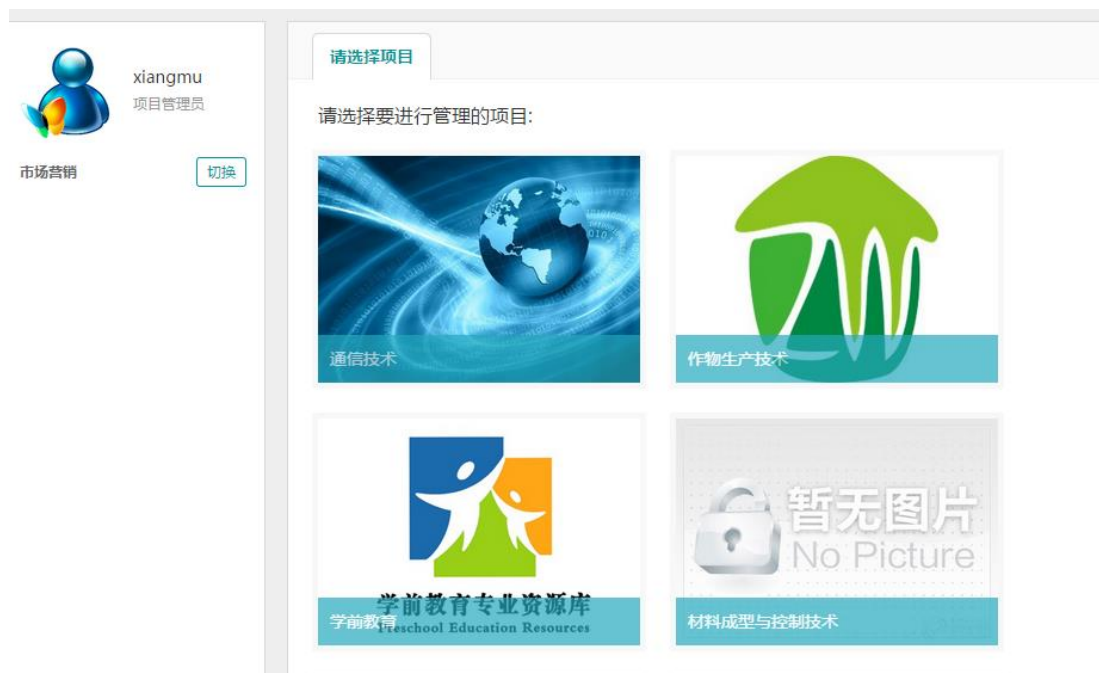 xiangmu
项目管理员
市场营销
切换
请选择项目
请选择要进行管理的项目:
通信技术
ZW
作物生产技术
学前教育专业资源库
Preschool Education Resources
学前教育
暂无图片
No Picture
材料成型与控制技术